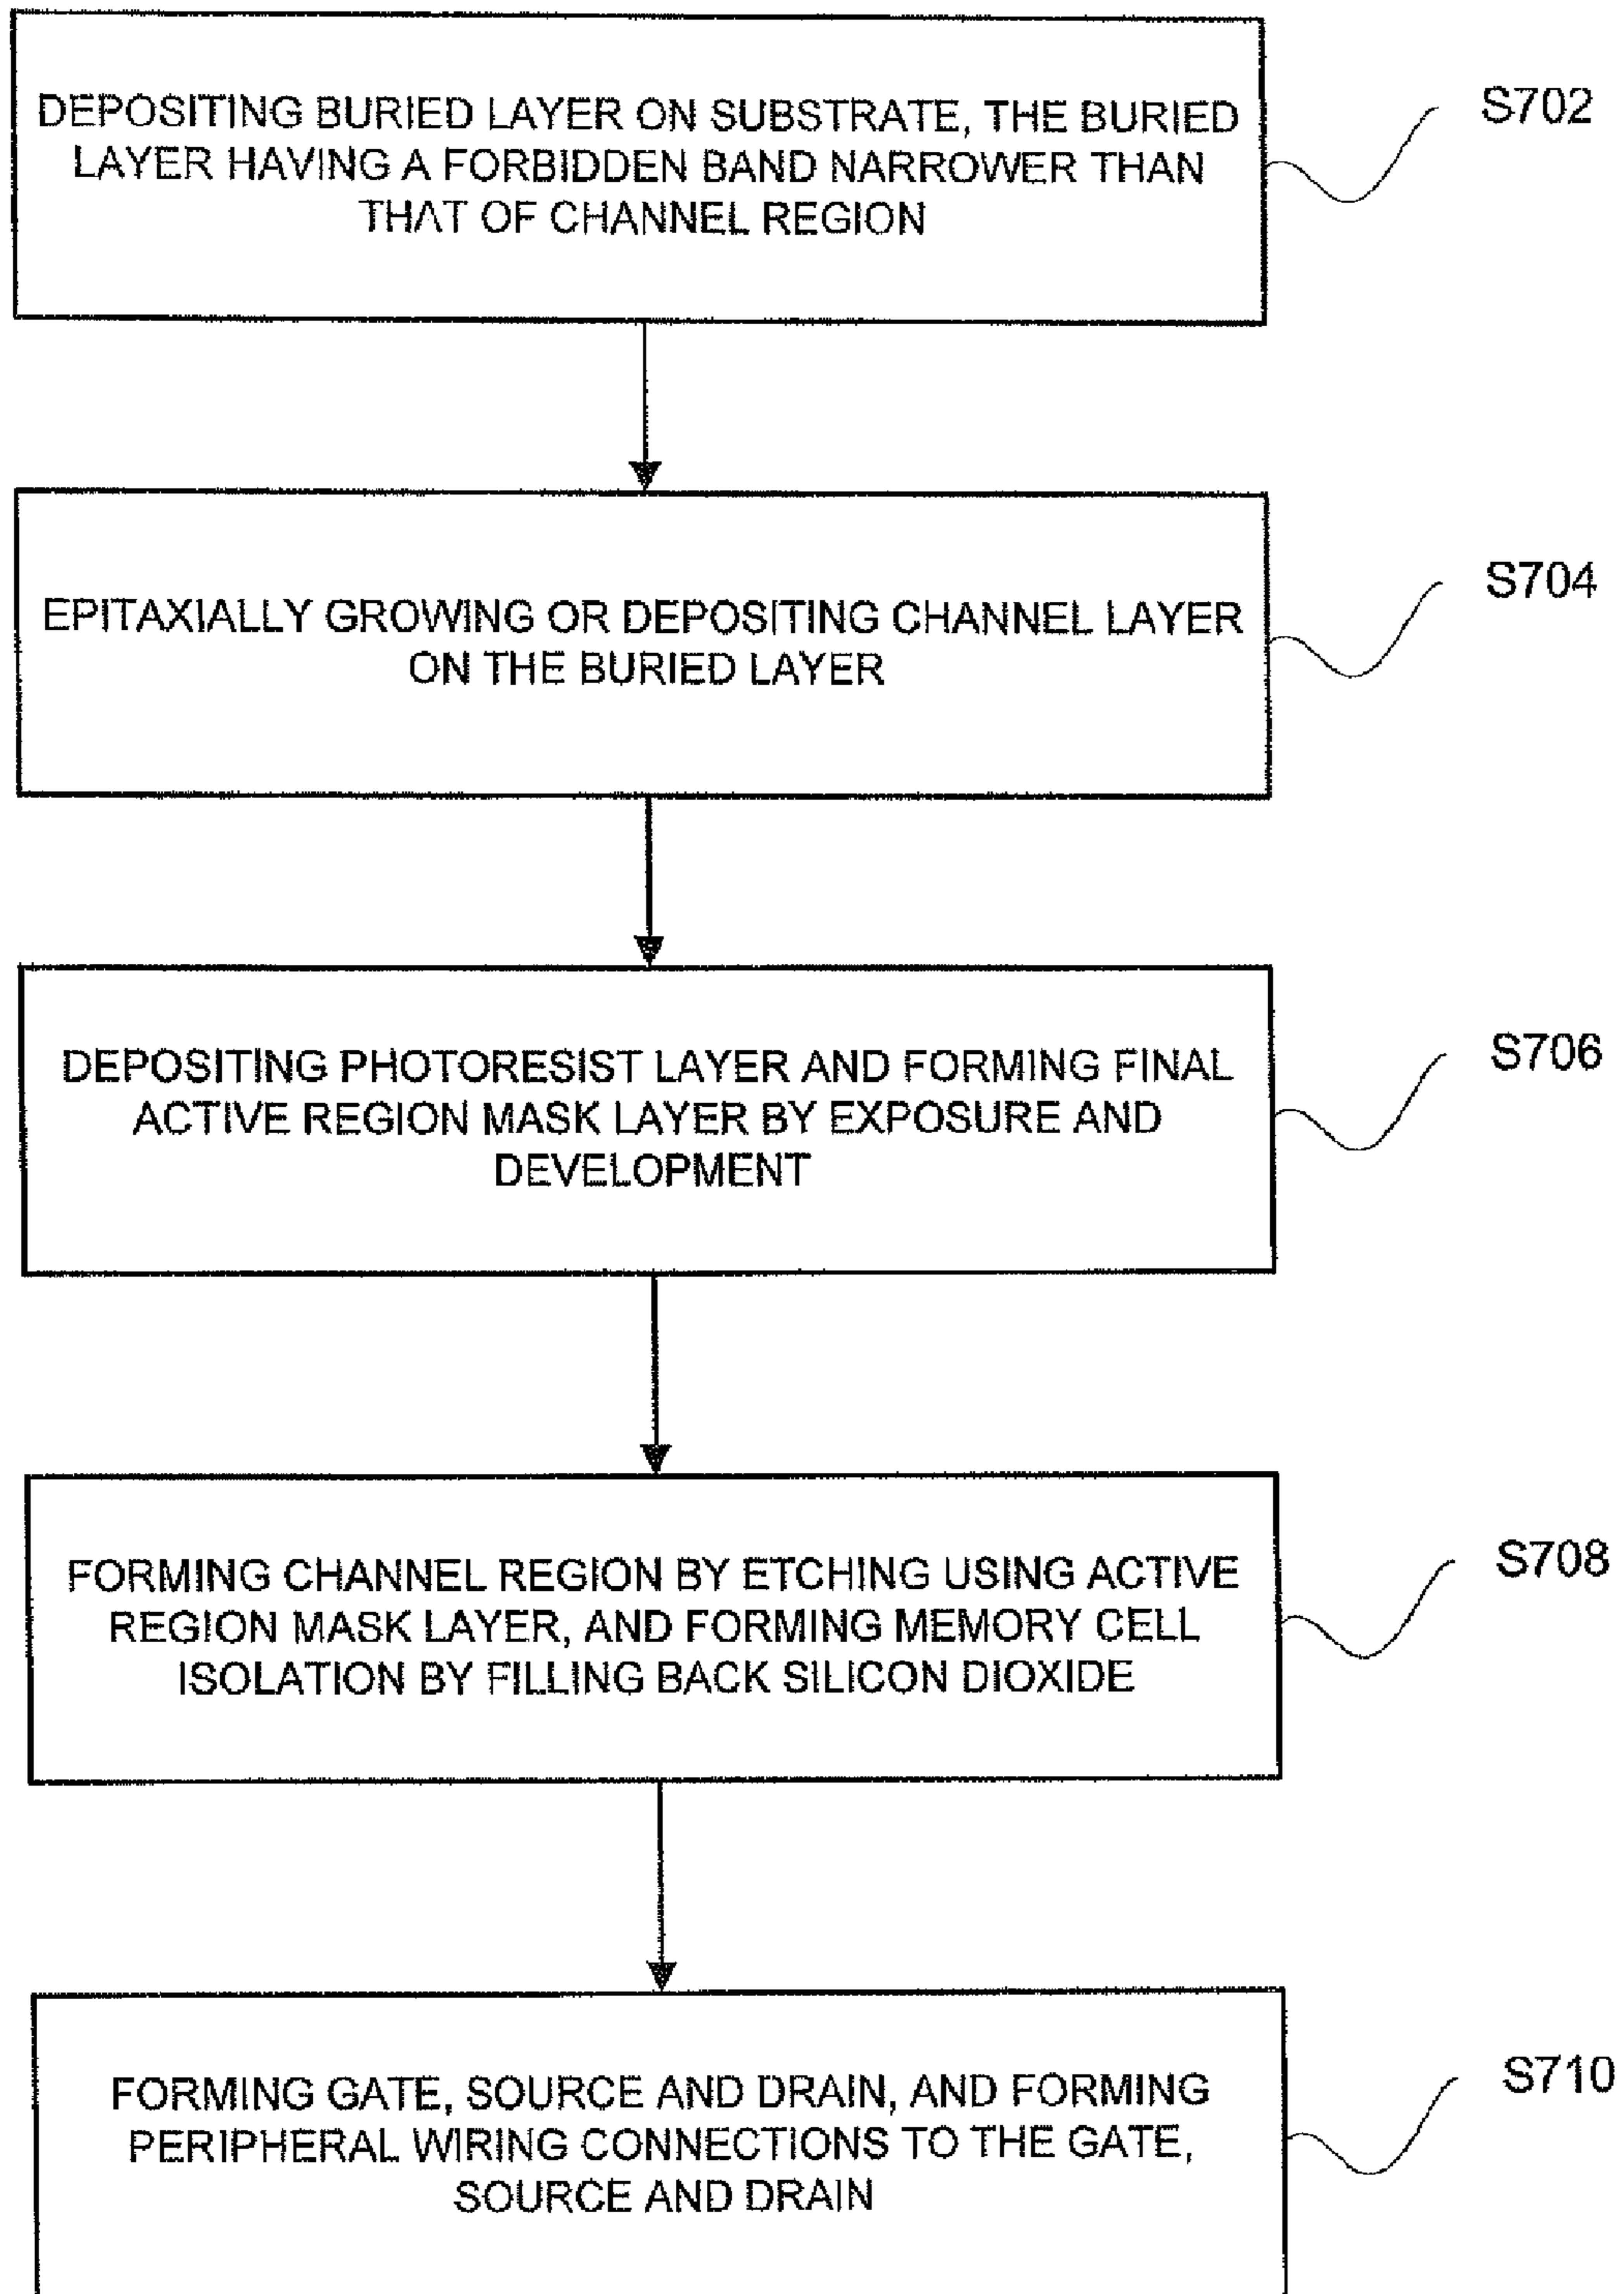 DEPOSITING BURIED LAYER ON SUBSTRATE, THE BURIED
LAYER HAVING A FORBIDDEN BAND NARROWER THAN
THAT OF CHANNEL REGION
S702
EPITAXIALLY GROWING OR DEPOSITING CHANNEL LAYER
ON THE BURIED LAYER
S704
DEPOSITING PHOTORESIST LAYER AND FORMING FINAL
ACTIVE REGION MASK LAYER BY EXPOSURE AND
DEVELOPMENT
S706
FORMING CHANNEL REGION BY ETCHING USING ACTIVE
REGION MASK LAYER, AND FORMING MEMORY CELL
ISOLATION BY FILLING BACK SILICON DIOXIDE
S708
FORMING GATE, SOURCE AND DRAIN, AND FORMING
PERIPHERAL WIRING CONNECTIONS TO THE GATE,
SOURCE AND DRAIN
S710